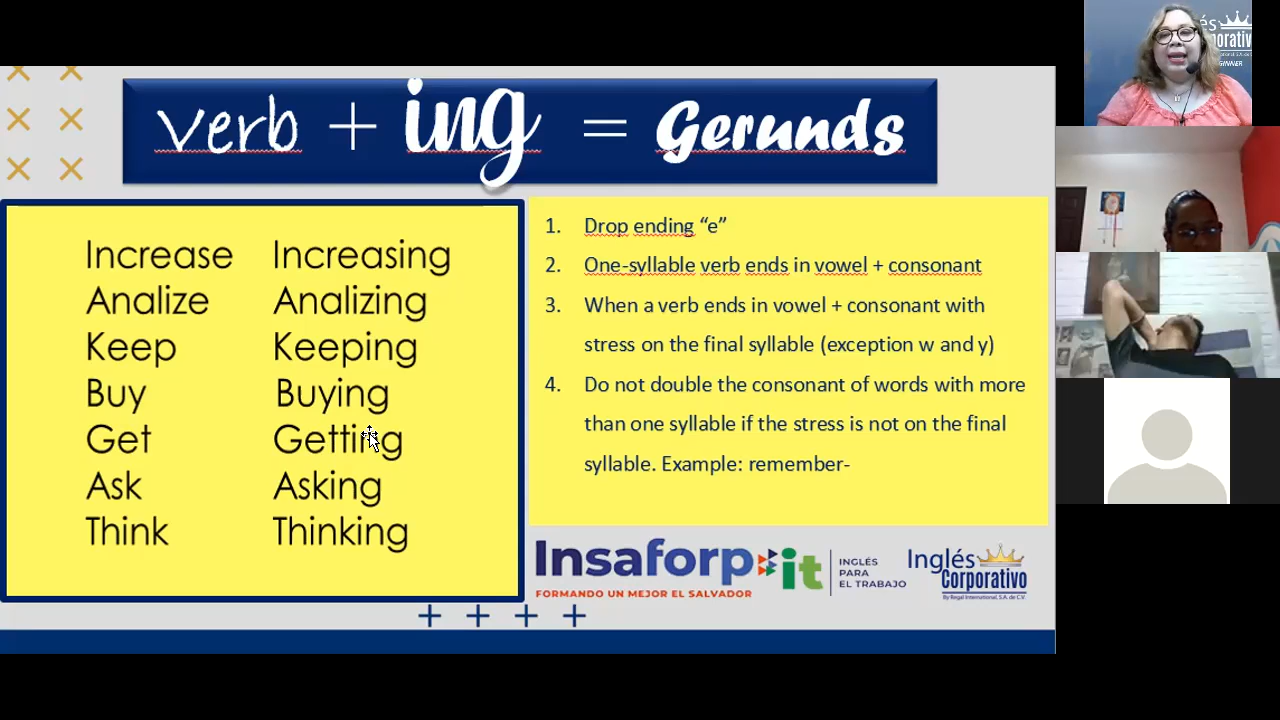 verb + ing = Gerunds
Increase Increasing
Analize Analizing
Keep Keeping
Buy Buying
Get Getting
Ask Asking
Think Thinking
1. Drop ending “e”
2. One-syllable verb ends in vowel + consonant
3. When a verb ends in vowel + consonant with
stress on the final syllable (exception w and y)
4. Do not double the consonant of words with more
than one syllable if the stress is not on the final
syllable. Example: remember-
Insaforp
FORMANDO UN MEJOR EL SALVADOR
it
INGLÉS
PARA
EL TRABAJO
Inglés
Corporativo
By Regal International, S.A. de C.V.